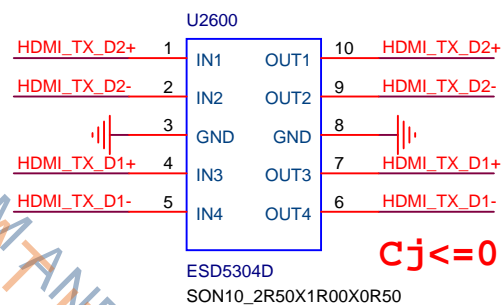 U2600
HDMI_TX_D2+ 1 IN1 OUT1 10 HDMI_TX_D2+
HDMI_TX_D2- 2 IN2 OUT2 9 HDMI_TX_D2-
3 GND GND 8
HDMI_TX_D1+ 4 IN3 OUT3 7 HDMI_TX_D1+
HDMI_TX_D1- 5 IN4 OUT4 6 HDMI_TX_D1-
Cj<=0
ESD5304D
SON10_2R50X1R00X0R50